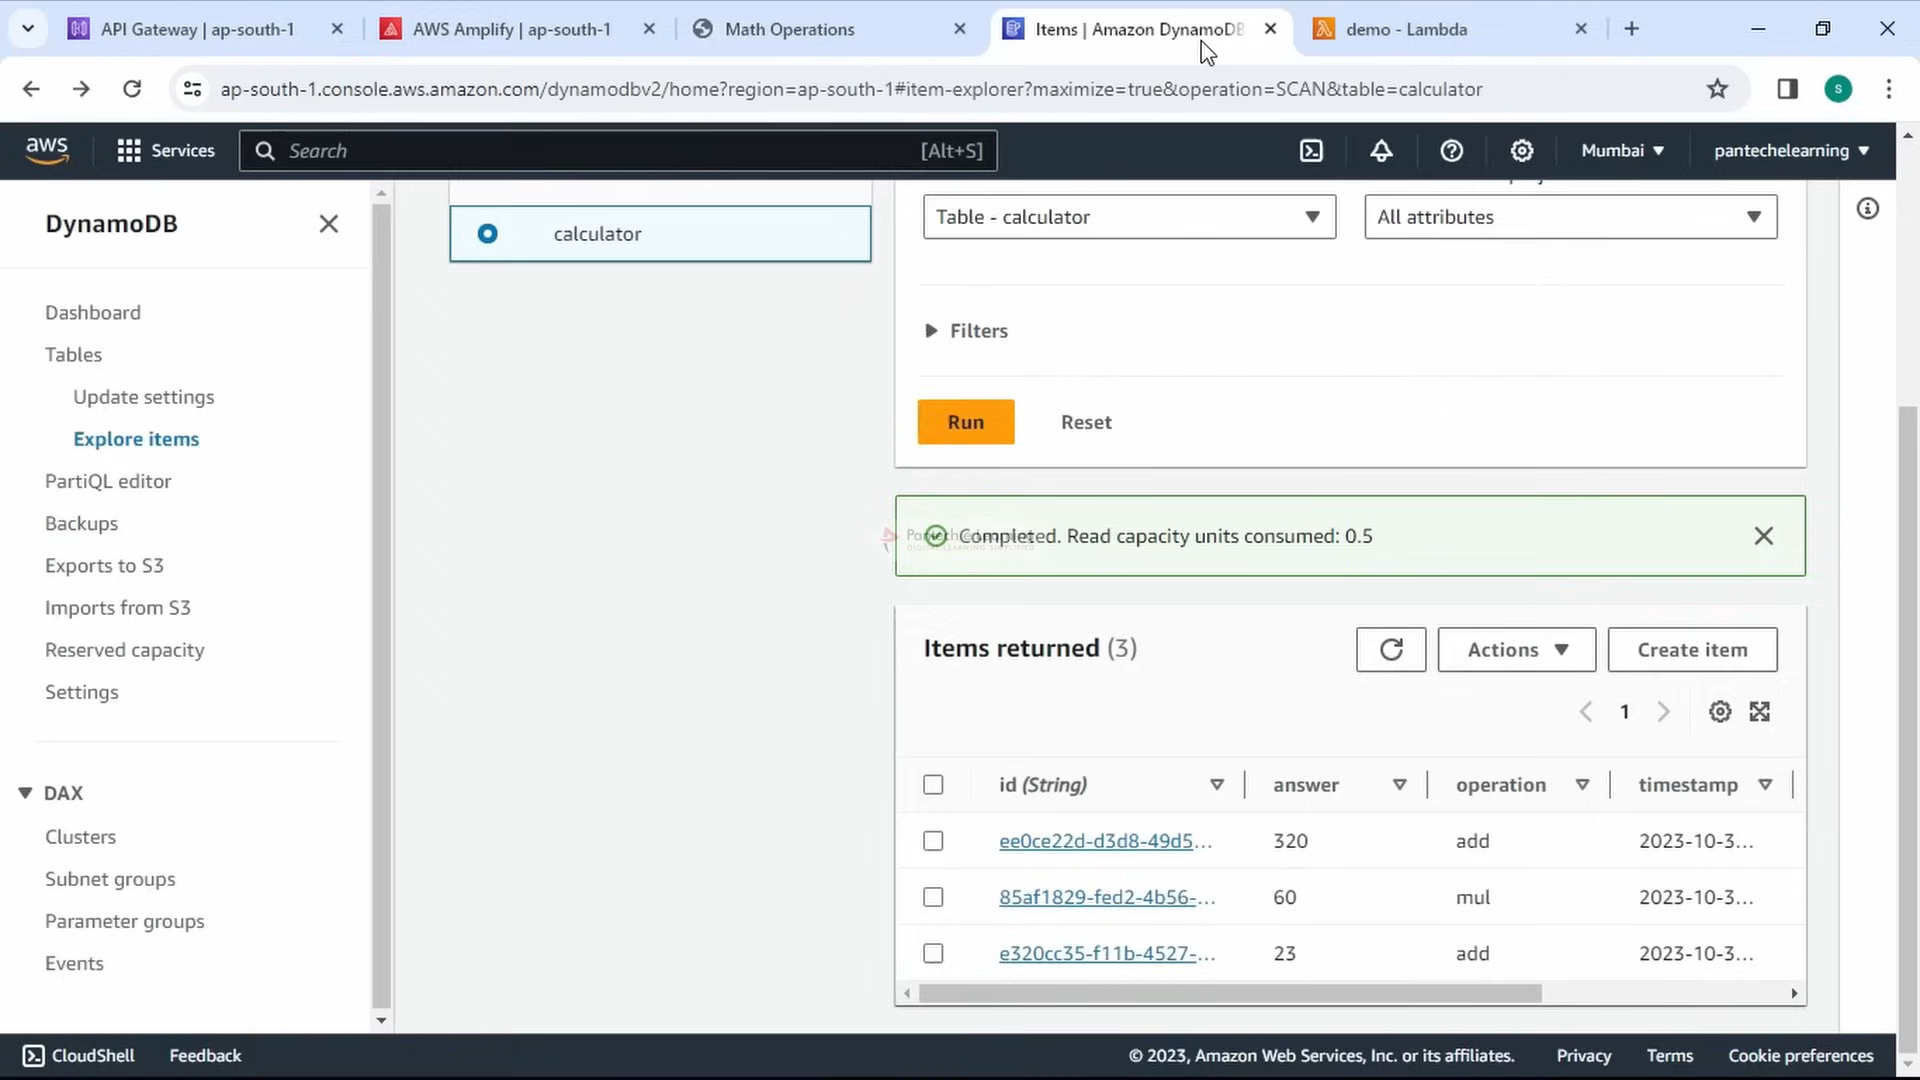 API Gateway | ap-south-1
AWS Amplify | ap-south-1
Math Operations
Items | Amazon DynamoDB
demo - Lambda
ap-south-1.console.aws.amazon.com/dynamodbv2/home?region=ap-south-1#item-explorer?maximize=true&operation=SCAN&table=calculator
s
aws
Services
Search
[Alt+S]
Mumbai
pantechelearning
DynamoDB
Dashboard
Tables
Update settings
Explore items
PartiQL editor
Backups
Exports to S3
Imports from S3
Reserved capacity
Settings
DAX
Clusters
Subnet groups
Parameter groups
Events
calculator
Table - calculator
All attributes
Filters
Run
Reset
Completed. Read capacity units consumed: 0.5
Items returned (3)
Actions
Create item
1
id (String) answer operation timestamp
ee0ce22d-d3d8-49d5... 320 add 2023-10-3...
85af1829-fed2-4b56-... 60 mul 2023-10-3...
e320cc35-f11b-4527-... 23 add 2023-10-3...
CloudShell
Feedback
© 2023, Amazon Web Services, Inc. or its affiliates.
Privacy
Terms
Cookie preferences